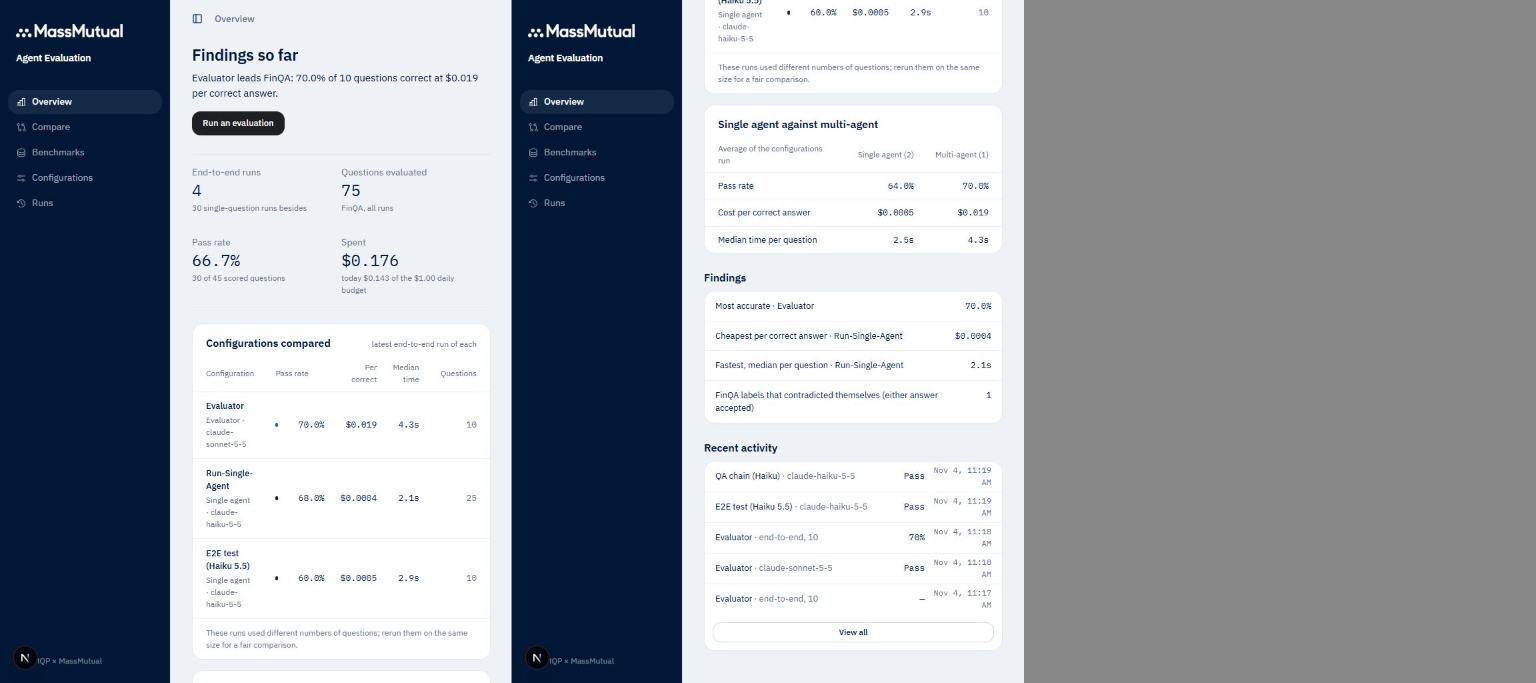 MassMutual
Agent Evaluation
Overview
Compare
Benchmarks
Configurations
Runs
N
IQP × MassMutual
Overview
Findings so far
Evaluator leads FinQA: 70.0% of 10 questions correct at $0.019
per correct answer.
Run an evaluation
End-to-end runs
4
30 single-question runs besides
Questions evaluated
75
FinQA, all runs
Pass rate
66.7%
30 of 45 scored questions
Spent
$0.176
today $0.143 of the $1.00 daily
budget
Configurations compared
latest end-to-end run of each
Configuration Pass rate Per correct Median time Questions
Evaluator
Evaluator ·
claude-
sonnet-5-5
70.0% $0.019 4.3s 10
Run-Single-
Agent
Single agent
· claude-
haiku-5-5
68.0% $0.0004 2.1s 25
E2E test
(Haiku 5.5)
Single agent
· claude-
haiku-5-5
60.0% $0.0005 2.9s 10
These runs used different numbers of questions; rerun them on the same
size for a fair comparison.
MassMutual
Agent Evaluation
Overview
Compare
Benchmarks
Configurations
Runs
N
IQP × MassMutual
(Haiku 5.5)
Single agent
· claude-
haiku-5-5
60.0% $0.0005 2.9s 10
These runs used different numbers of questions; rerun them on the same
size for a fair comparison.
Single agent against multi-agent
Average of the configurations
run
Single agent (2) Multi-agent (1)
Pass rate 64.0% 70.0%
Cost per correct answer $0.0005 $0.019
Median time per question 2.5s 4.3s
Findings
Most accurate · Evaluator 70.0%
Cheapest per correct answer · Run-Single-Agent $0.0004
Fastest, median per question · Run-Single-Agent 2.1s
FinQA labels that contradicted themselves (either answer 1
accepted)
Recent activity
QA chain (Haiku) · claude-haiku-5-5 Pass Nov 4, 11:19 AM
E2E test (Haiku 5.5) · claude-haiku-5-5 Pass Nov 4, 11:19 AM
Evaluator · end-to-end, 10 70% Nov 4, 11:18 AM
Evaluator · claude-sonnet-5-5 Pass Nov 4, 11:18 AM
Evaluator · end-to-end, 10 — Nov 4, 11:17 AM
View all